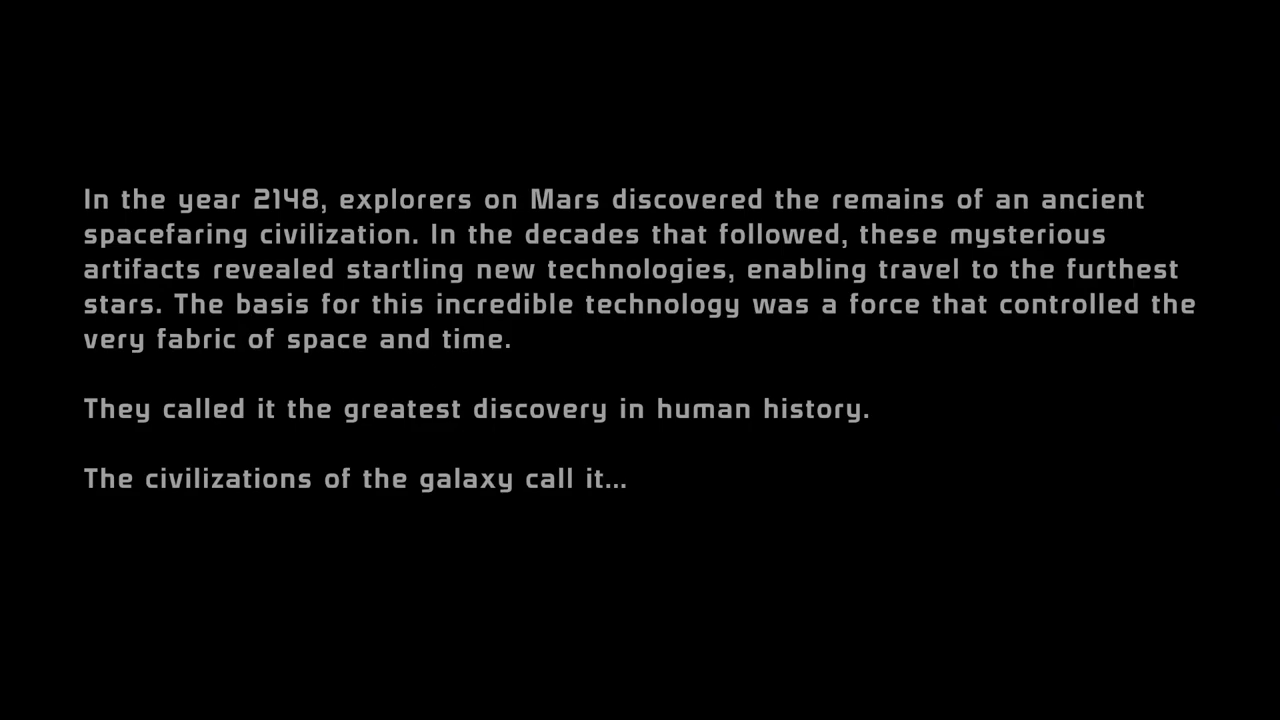 In the year 2148, explorers on Mars discovered the remains of an ancient
spacefaring civilization. In the decades that followed, these mysterious
artifacts revealed startling new technologies, enabling travel to the furthest
stars. The basis for this incredible technology was a force that controlled the
very fabric of space and time.
They called it the greatest discovery in human history.
The civilizations of the galaxy call it...